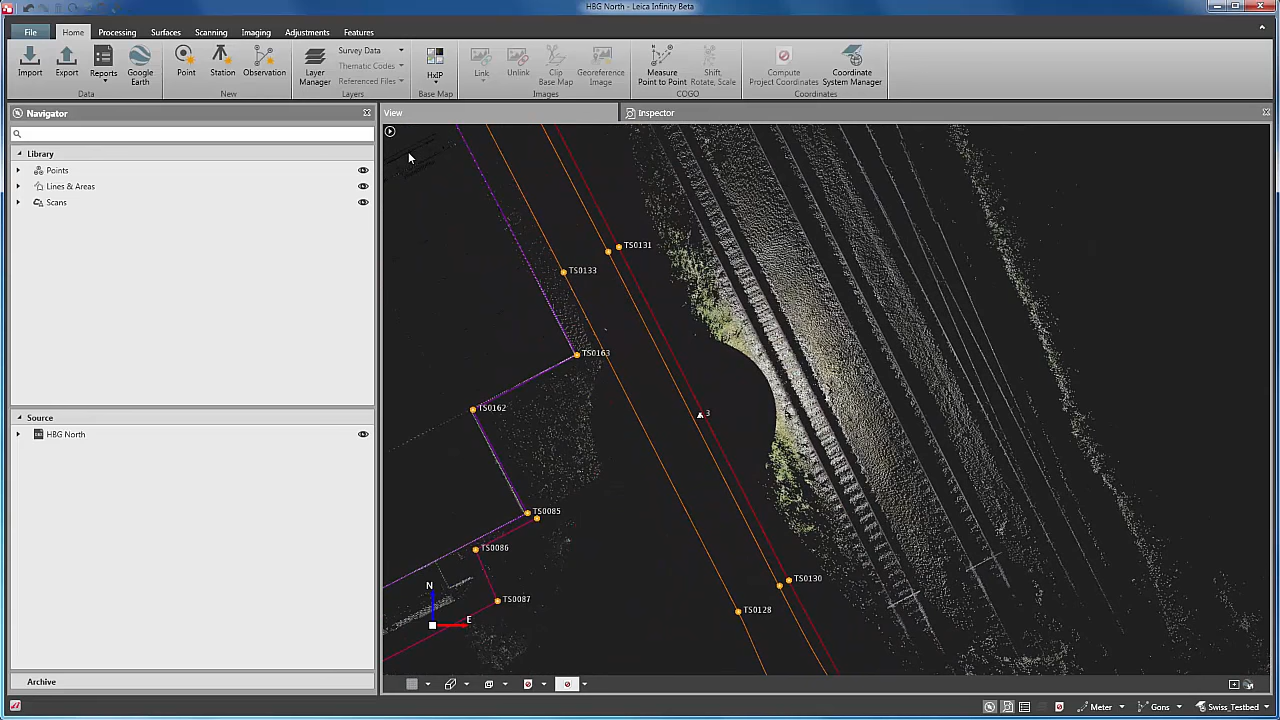 HBG North - Leica Infinity Beta
File Home Processing Surfaces Scanning Imaging Adjustments Features
Import Export Reports Google Earth
Data
Point Station Observation
New
Layer Manager
Survey Data
Thematic Codes
Referenced Files
Layers
HxIP
Base Map
Link Unlink Clip Base Map Georeference Image
Images
Measure Point to Point Shift, Rotate, Scale
COGO
Compute Project Coordinates Coordinate System Manager
Coordinates
Navigator
Library
Points
Lines & Areas
Scans
Source
HBG North
Archive
View Inspector
TS0131
TS0133
TS0163
TS0162
3
TS0085
TS0086
TS0130
N
TS0087
TS0128
E
Meter Gons Swiss_Testbed